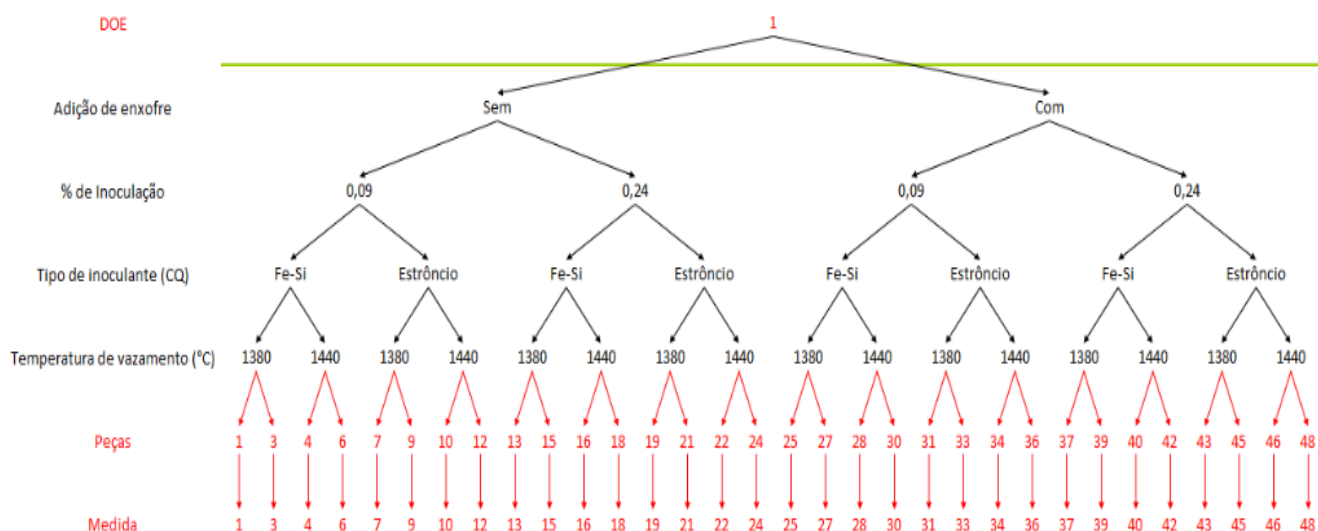 DOE 1
Adição de enxofre Sem Com
% de Inoculação 0,09 0,24 0,09 0,24
Tipo de inoculante (CQ) Fe-Si Estrôncio Fe-Si Estrôncio Fe-Si Estrôncio Fe-Si Estrôncio
Temperatura de vazamento (°C) 1380 1440 1380 1440 1380 1440 1380 1440 1380 1440 1380 1440 1380 1440 1380 1440
Peças 1 3 4 6 7 9 10 12 13 15 16 18 19 21 22 24 25 27 28 30 31 33 34 36 37 39 40 42 43 45 46 48
Medida 1 3 4 6 7 9 10 12 13 15 16 18 19 21 22 24 25 27 28 30 31 33 34 36 37 39 40 42 43 45 46 48